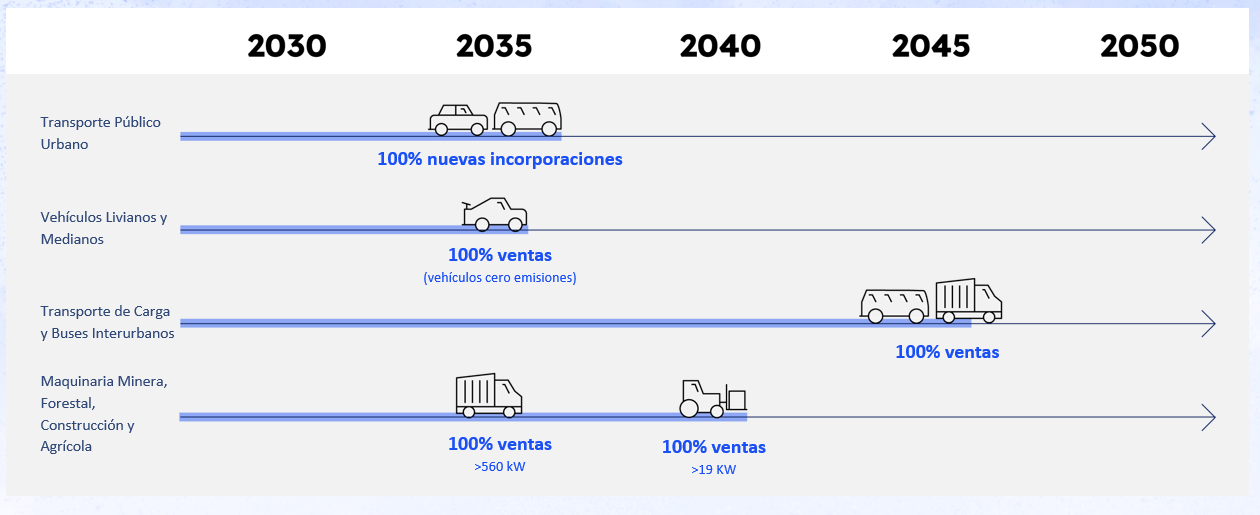 2030 2035 2040 2045 2050
Transporte Público
Urbano
100% nuevas incorporaciones
Vehículos Livianos y
Medianos
100% ventas
(vehículos cero emisiones)
Transporte de Carga
y Buses Interurbanos
100% ventas
Maquinaria Minera,
Forestal,
Construcción y
Agrícola
100% ventas
>560 kW
100% ventas
>19 KW